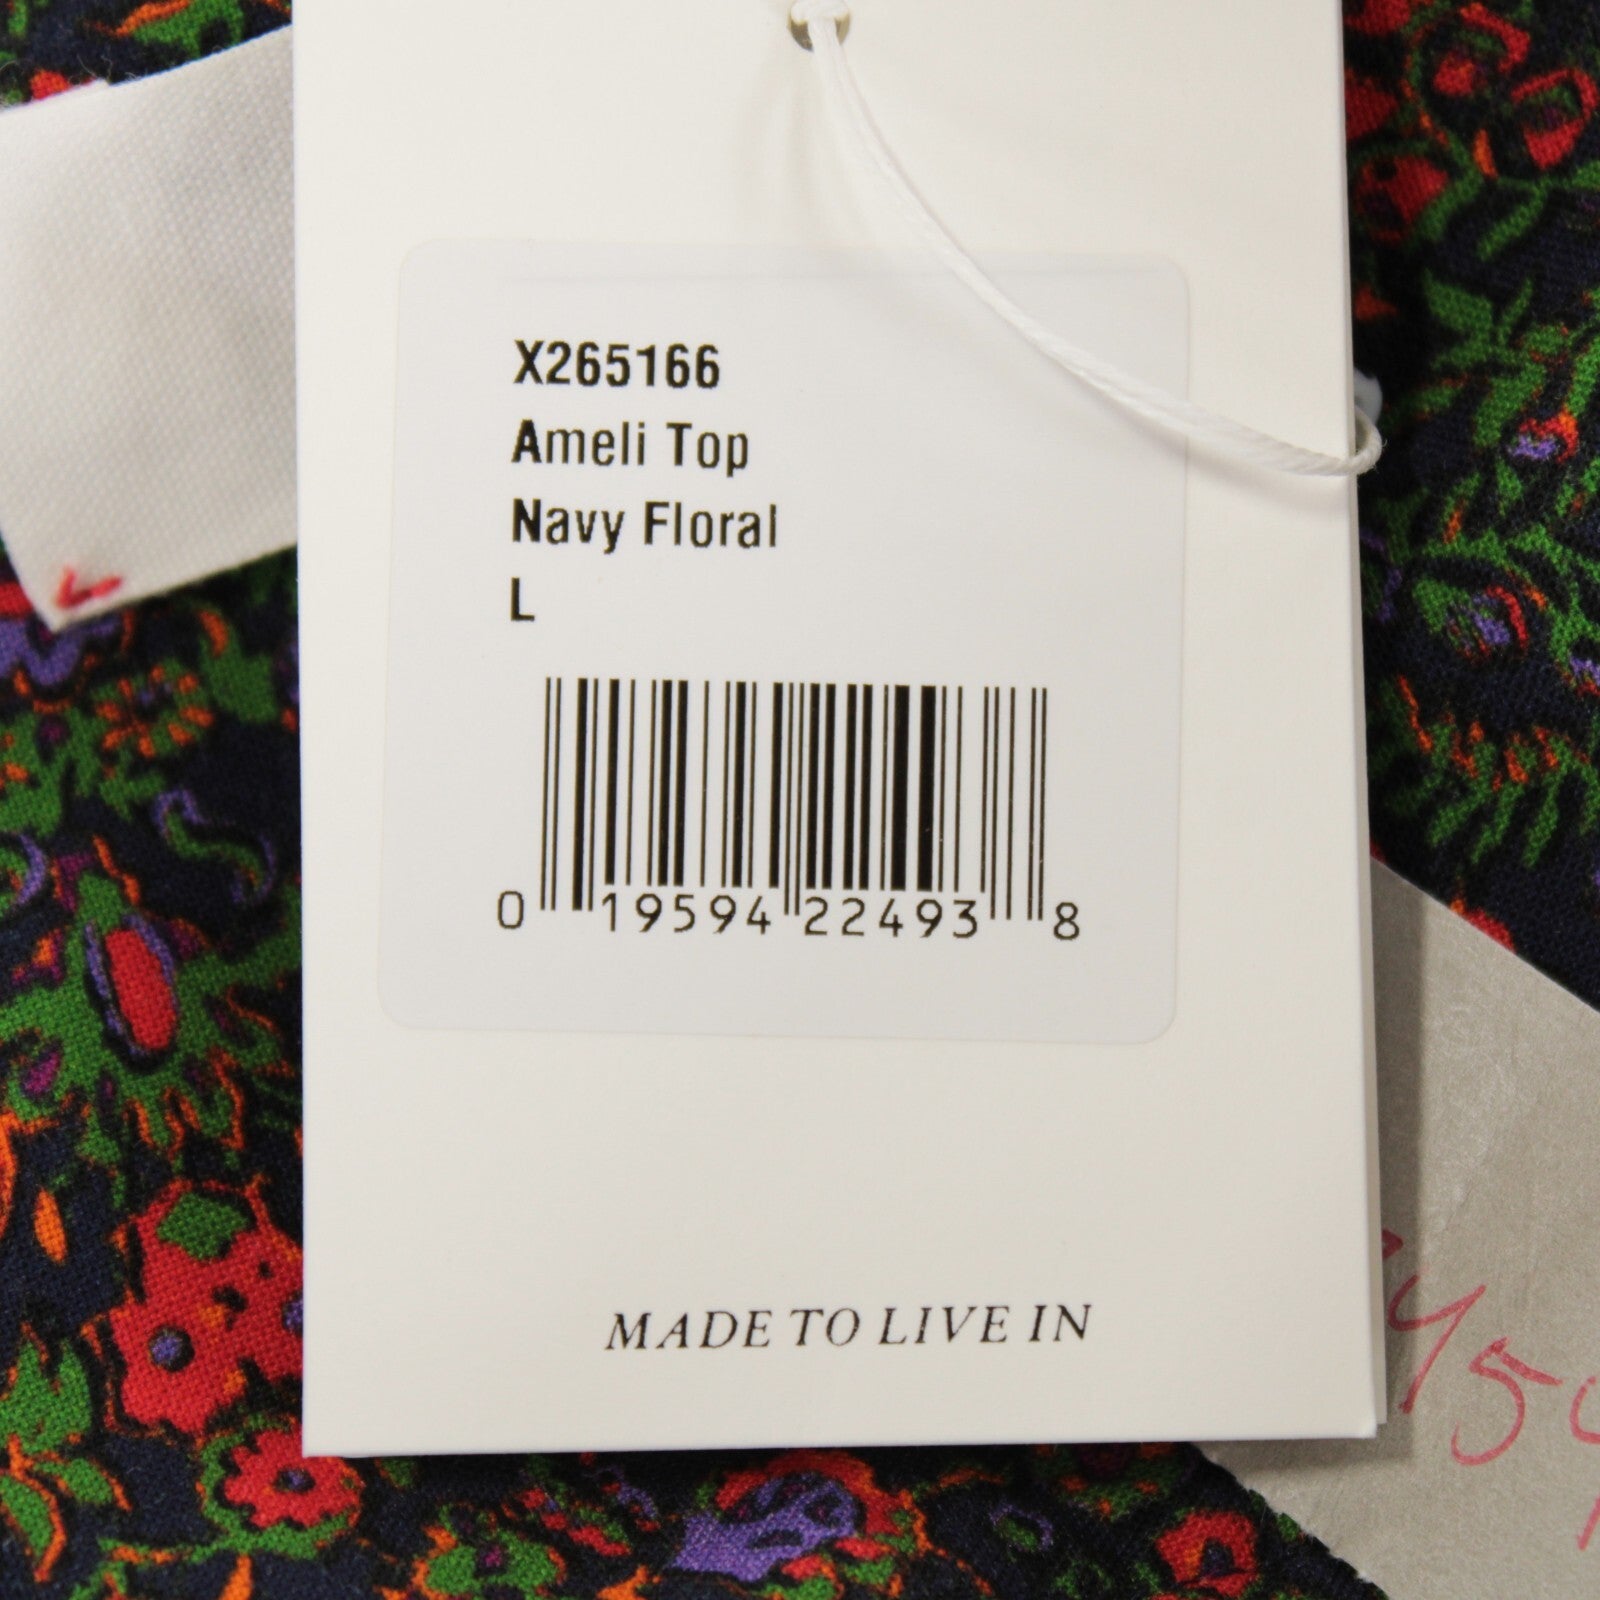 X265166
Ameli Top
Navy Floral
L
0 19594 22493 8
MADE TO LIVE IN